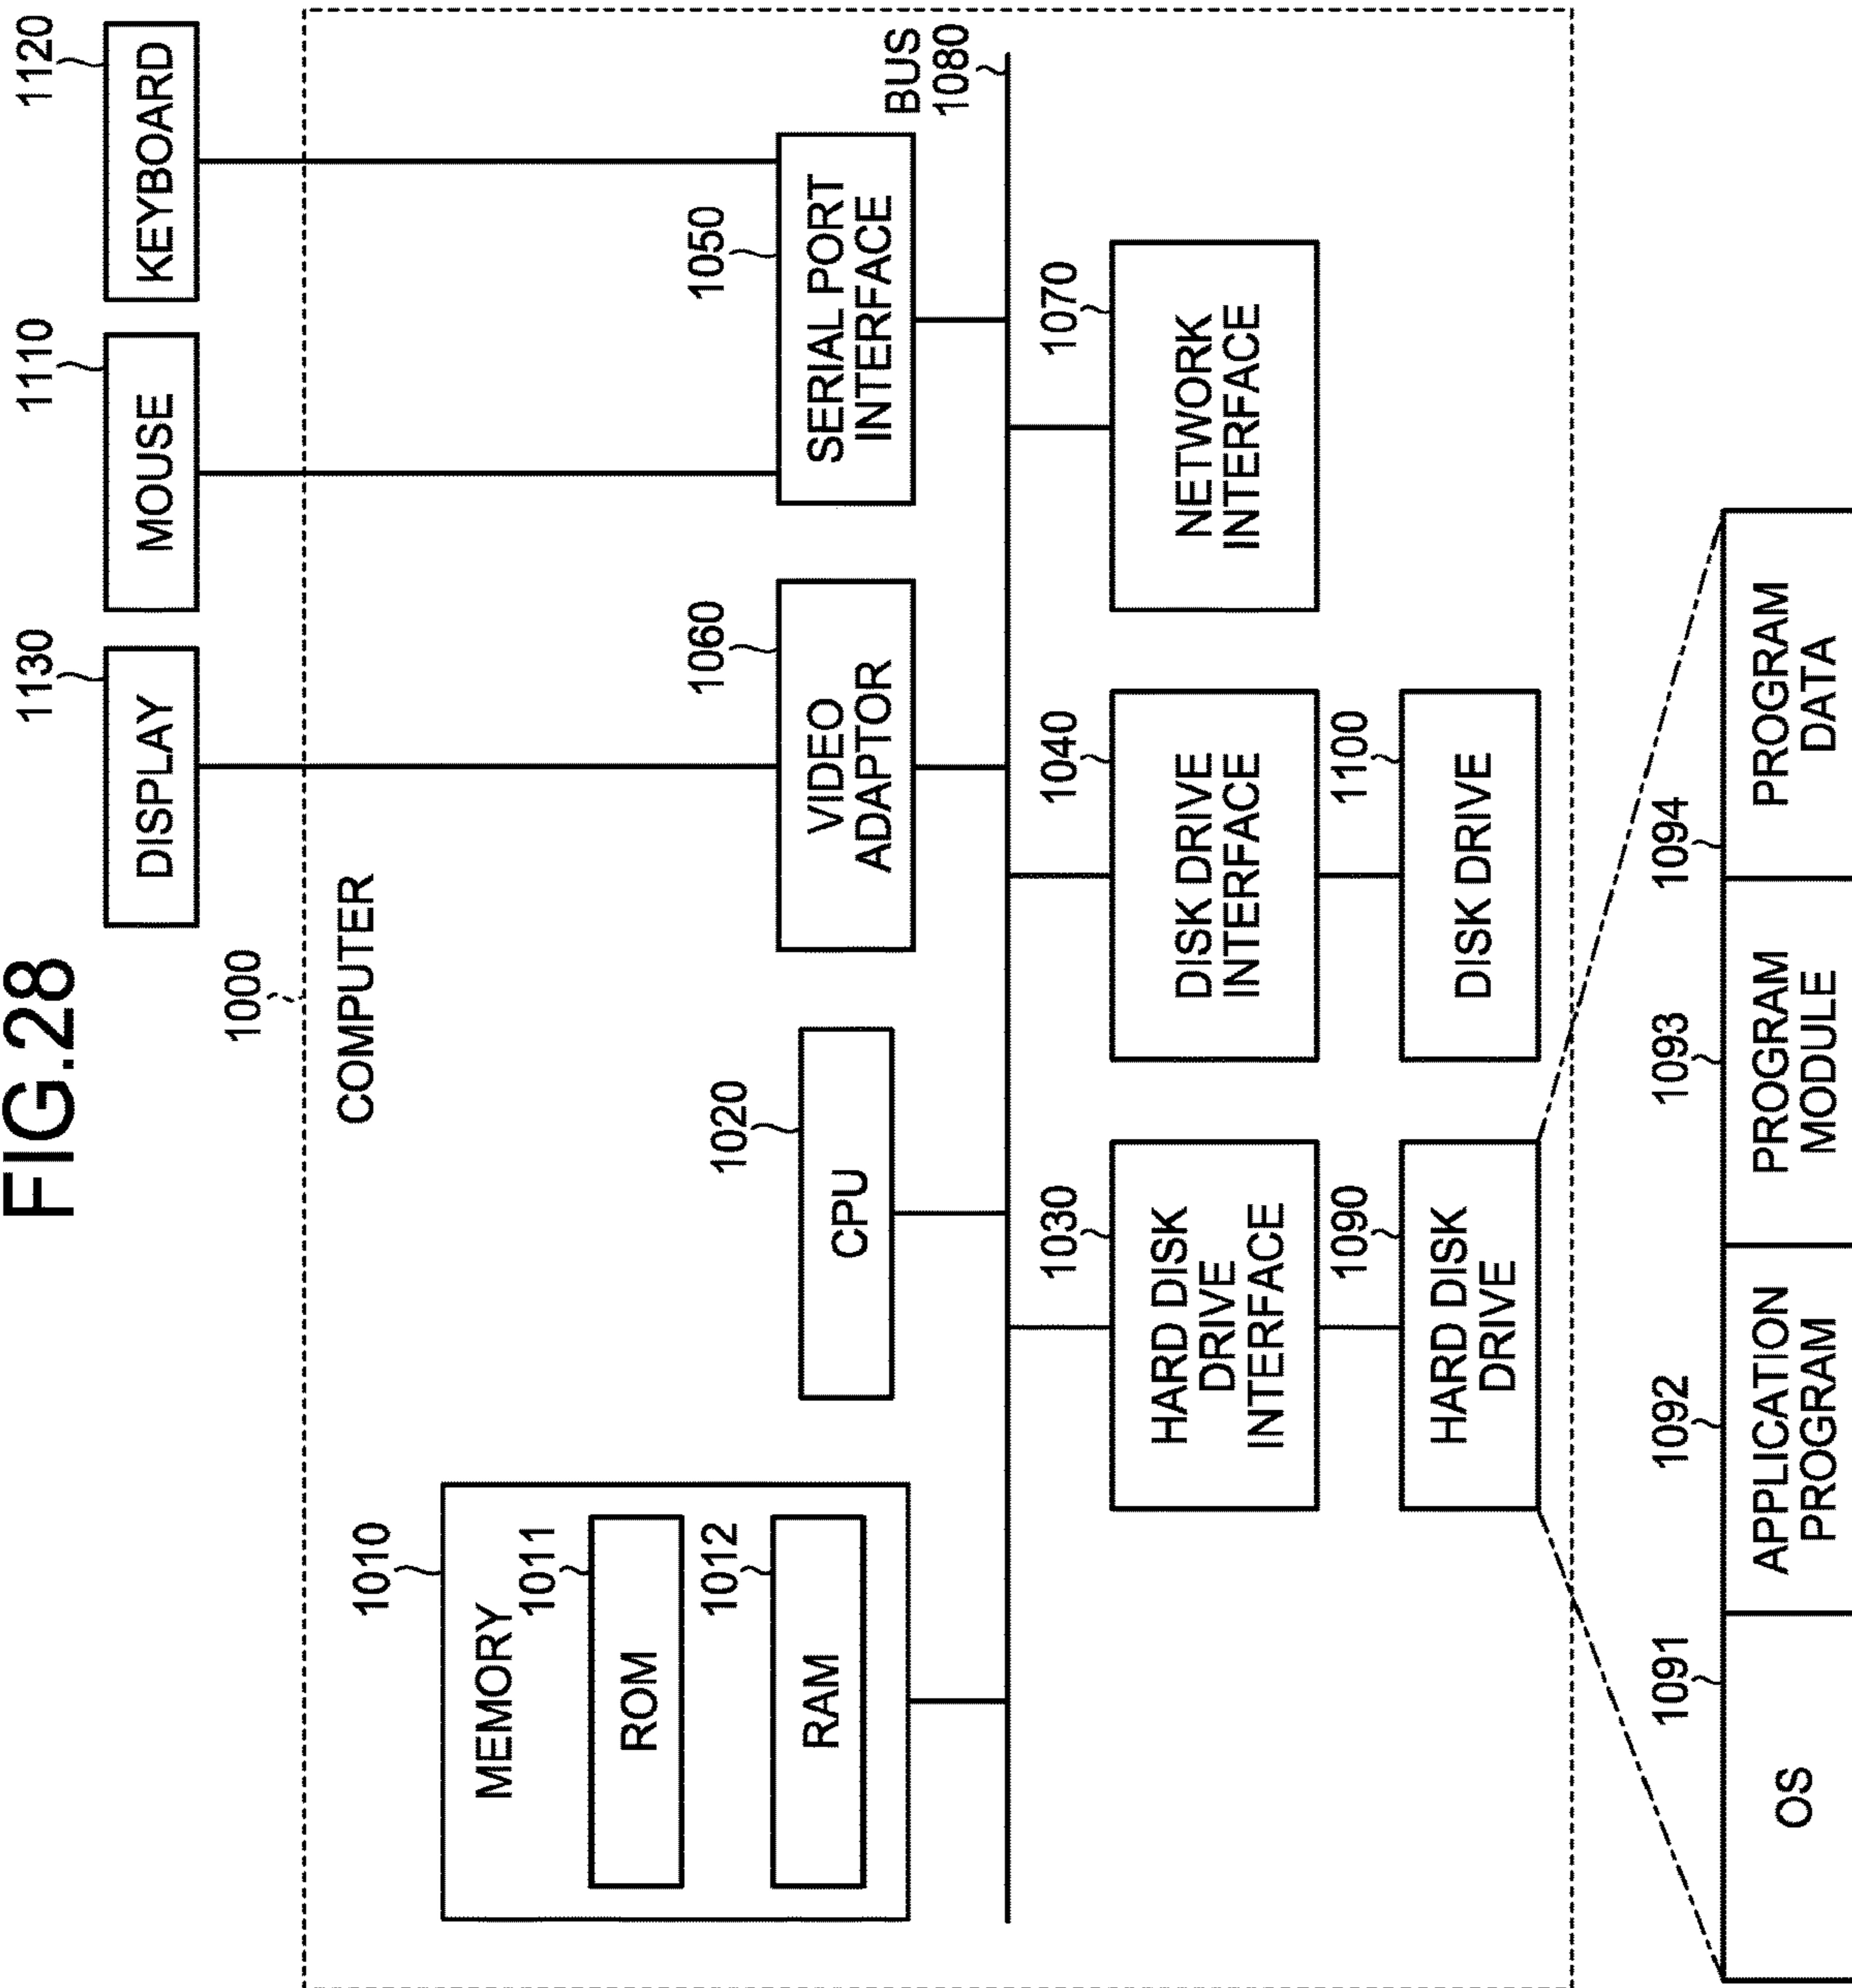 FIG.28
1130
1110
1120
DISPLAY
MOUSE
KEYBOARD
1000
COMPUTER
1010
MEMORY
1011
ROM
1012
RAM
1020
CPU
1060
VIDEO
ADAPTOR
1050
SERIAL PORT
INTERFACE
BUS
1080
1030
HARD DISK
DRIVE
INTERFACE
1040
DISK DRIVE
INTERFACE
1070
NETWORK
INTERFACE
1090
HARD DISK
DRIVE
1100
DISK DRIVE
1091
OS
1092
APPLICATION
PROGRAM
1093
PROGRAM
MODULE
1094
PROGRAM
DATA